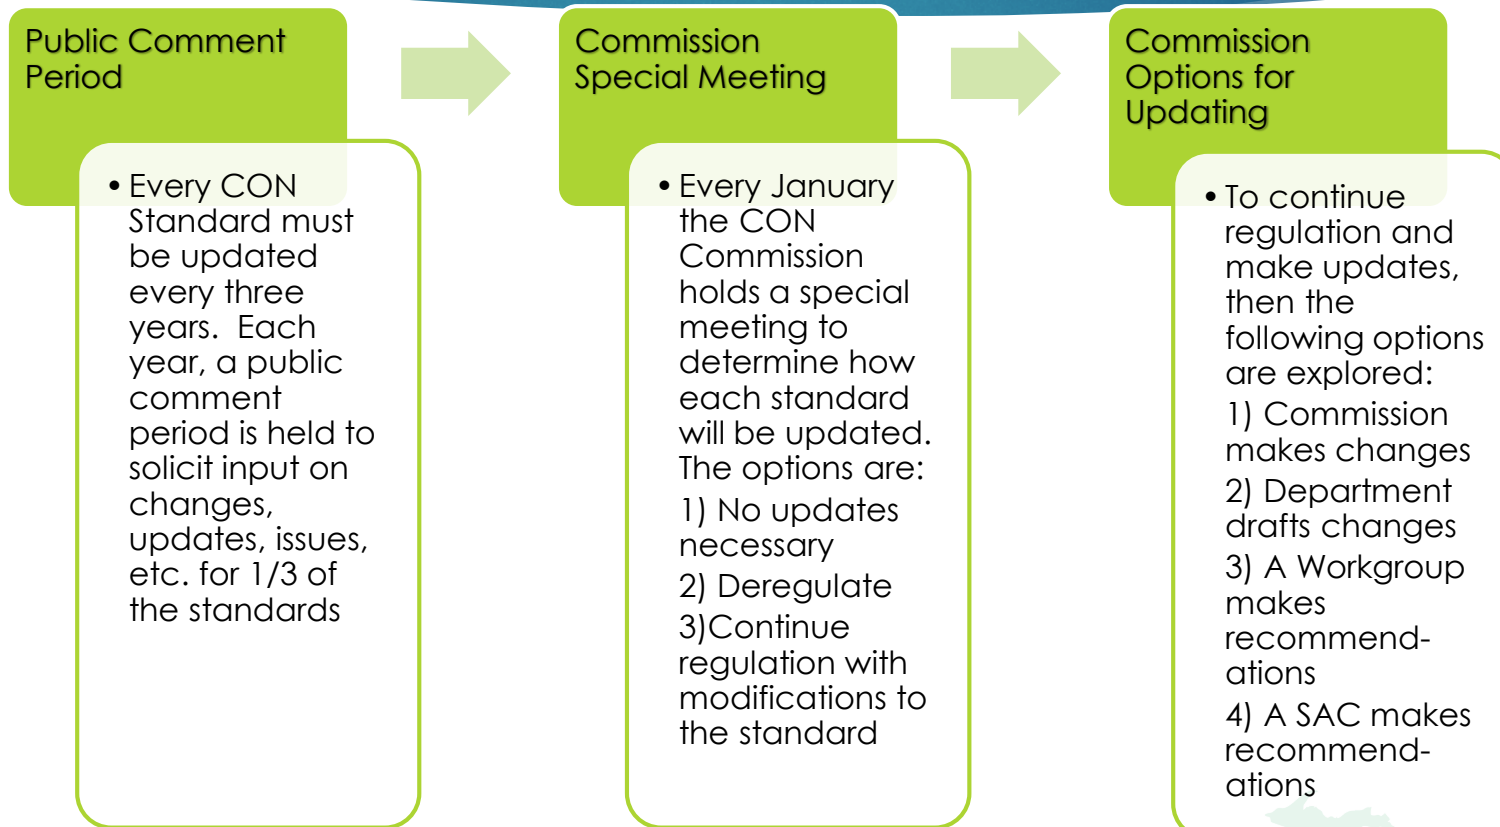 Public Comment
Period
• Every CON
Standard must
be updated
every three
years.  Each
year, a public
comment
period is held to
solicit input on
changes,
updates, issues,
etc. for 1/3 of
the standards
Commission
Special Meeting
• Every January
the CON
Commission
holds a special
meeting to
determine how
each standard
will be updated.
The options are:
1) No updates
necessary
2) Deregulate
3)Continue
regulation with
modifications to
the standard
Commission
Options for
Updating
• To continue
regulation and
make updates,
then the
following options
are explored:
1) Commission
makes changes
2) Department
drafts changes
3) A Workgroup
makes
recommend-
ations
4) A SAC makes
recommend-
ations